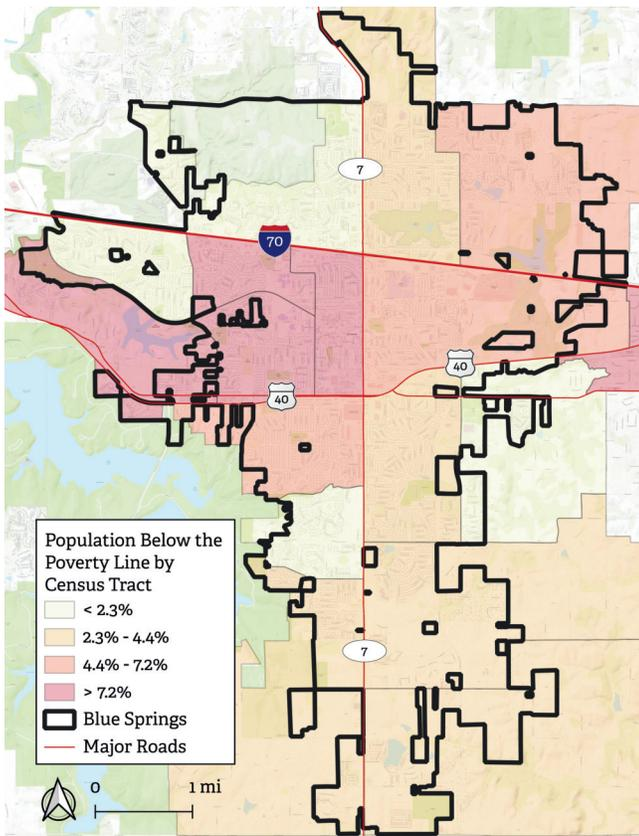 7
70
40
40
Population Below the
Poverty Line by
Census Tract
< 2.3%
2.3% - 4.4%
4.4% - 7.2%
> 7.2%
Blue Springs
Major Roads
7
0 1 mi